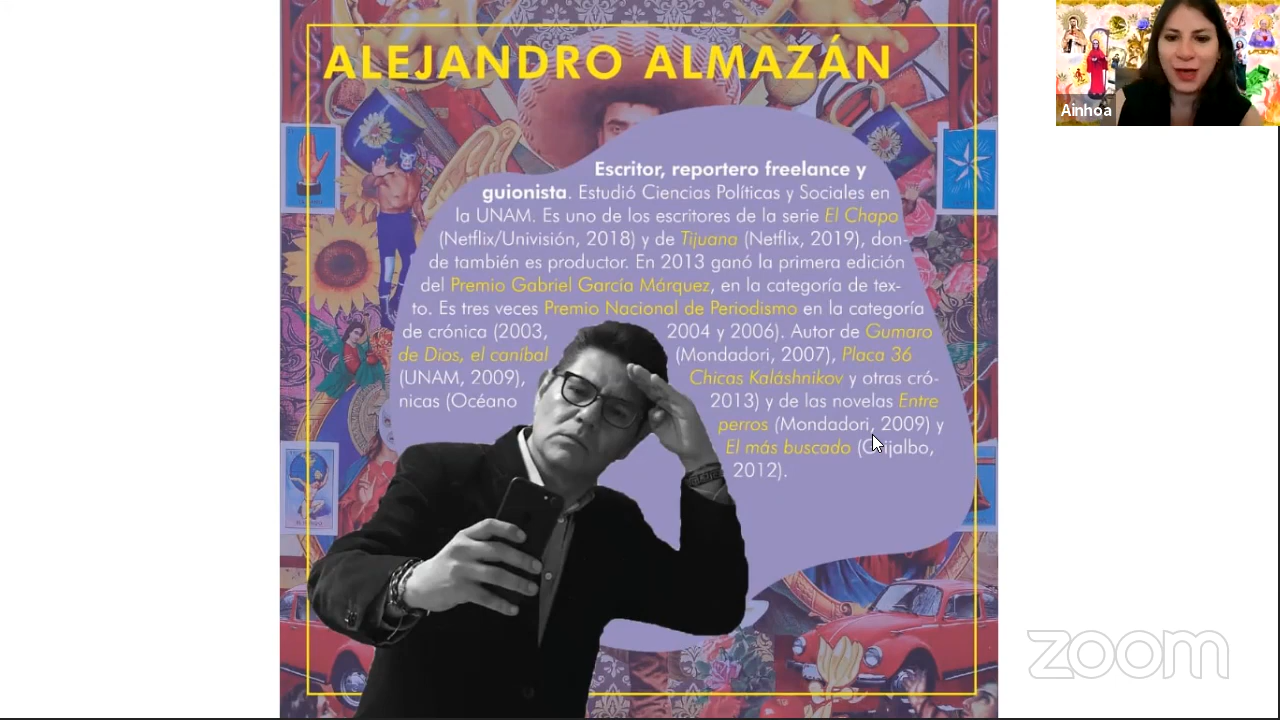 ALEJANDRO ALMAZÁN
Escritor, reportero freelance y
guionista. Estudió Ciencias Políticas y Sociales en
la UNAM. Es uno de los escritores de la serie El Chapo
(Netflix/Univisión, 2018) y de Tijuana (Netflix, 2019), don-
de también es productor. En 2013 ganó la primera edición
del Premio Gabriel García Márquez, en la categoría de tex-
to. Es tres veces Premio Nacional de Periodismo en la categoría
de crónica (2003, 2004 y 2006). Autor de Gumaro
de Dios, el caníbal (Mondadori, 2007), Placa 36
(UNAM, 2009), Chicas Kaláshnikov y otras cró-
nicas (Océano 2013) y de las novelas Entre
perros (Mondadori, 2009) y
El más buscado (Grijalbo,
2012).
Ainhoa
zoom